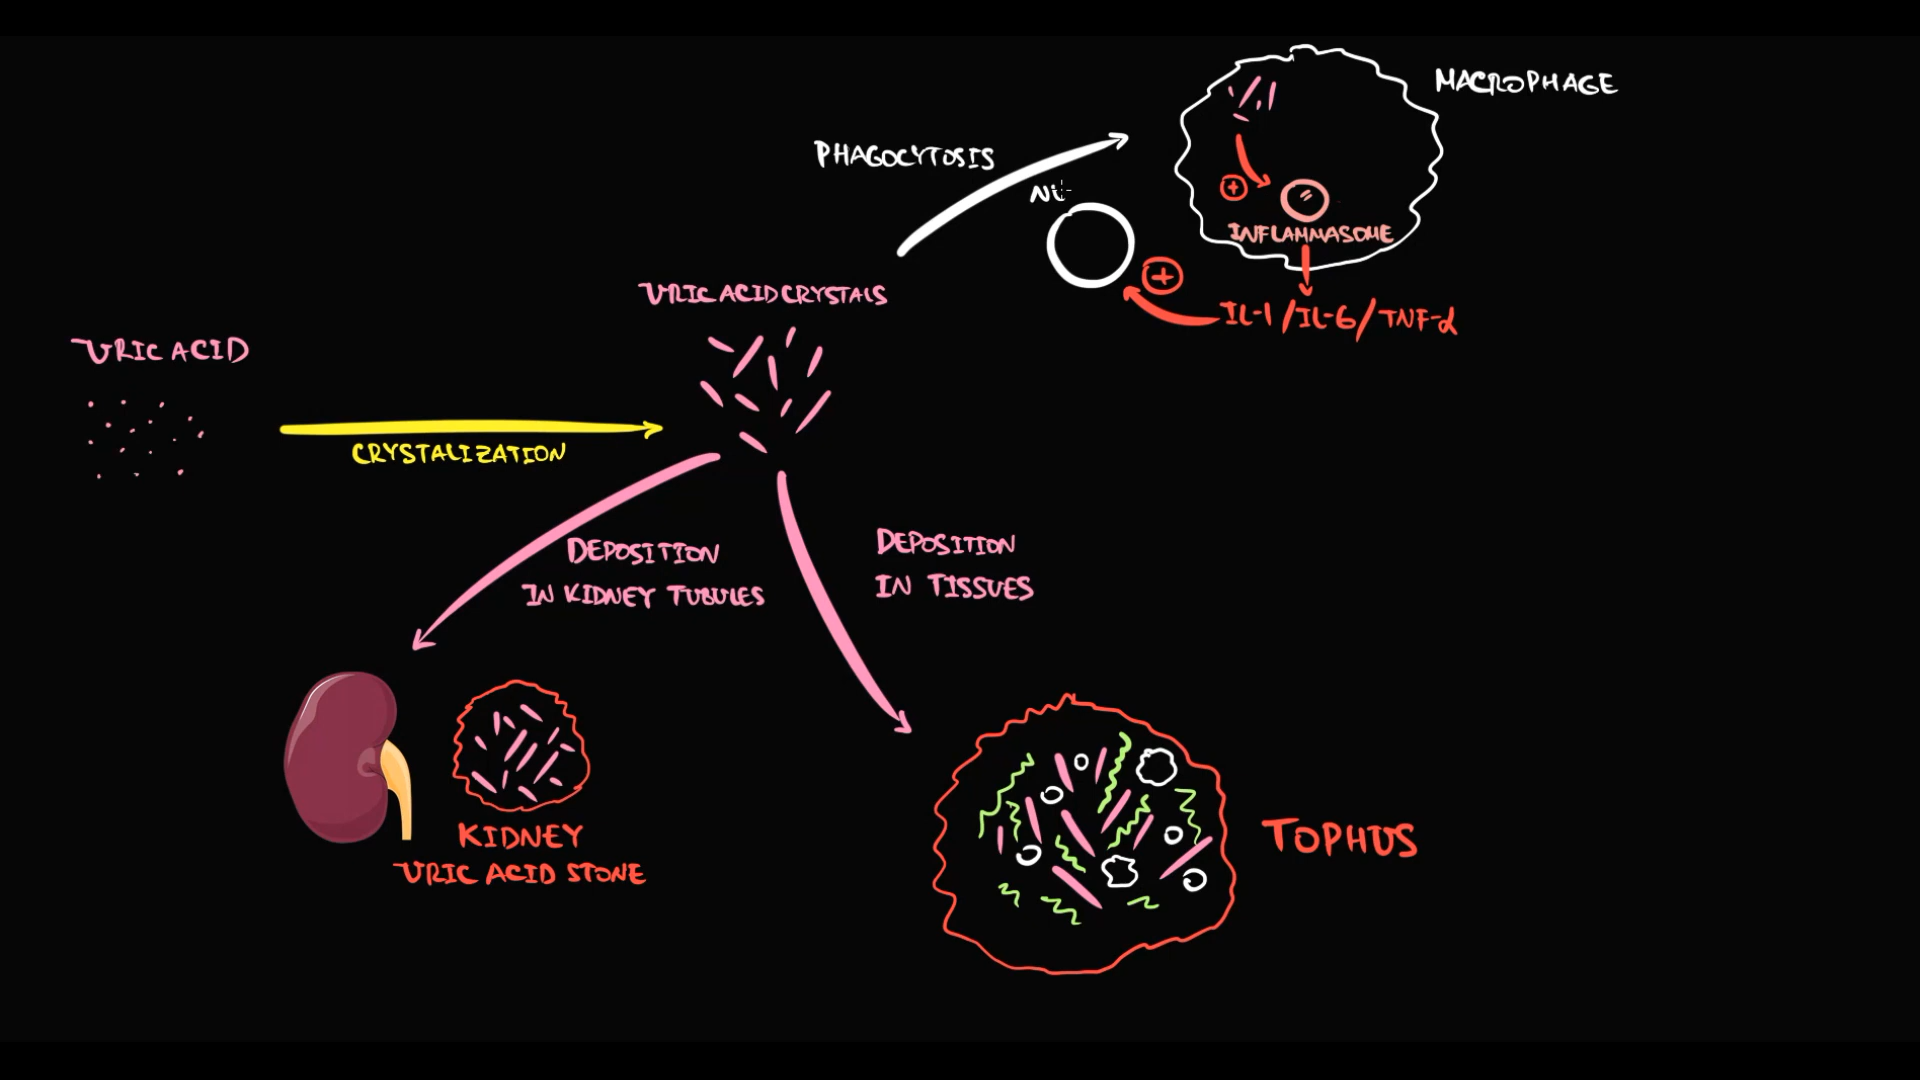 MACROPHAGE
PHAGOCYTOSIS
INFLAMMASOME
URIC ACID CRYSTALS
IL-1/IL-6/TNF-α
URIC ACID
CRYSTALIZATION
DEPOSITION
IN KIDNEY TUBULES
DEPOSITION
IN TISSUES
KIDNEY
URIC ACID STONE
TOPHUS